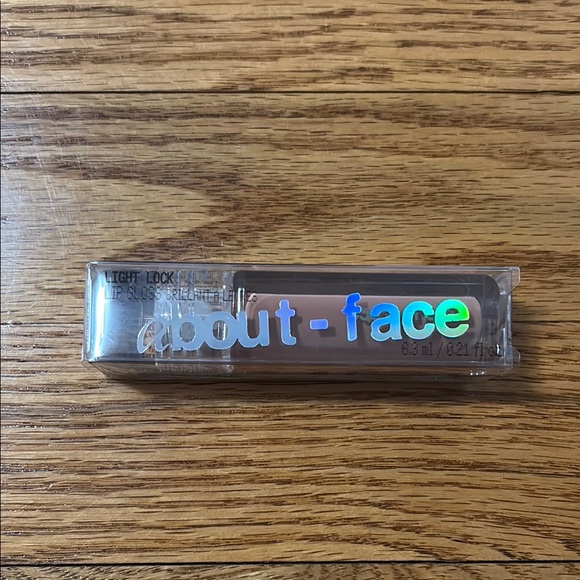 LIGHT LOCK
LIP GLOSS BRILLANT À LÈVRES
about-face
6.3 ml / 0.21 fl oz